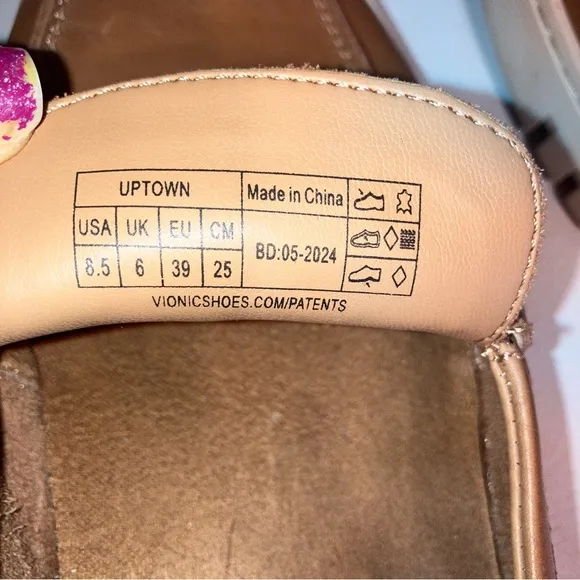 UPTOWN Made in China
USA UK EU CM
8.5 6 39 25
BD:05-2024
VIONICSHOES.COM/PATENTS